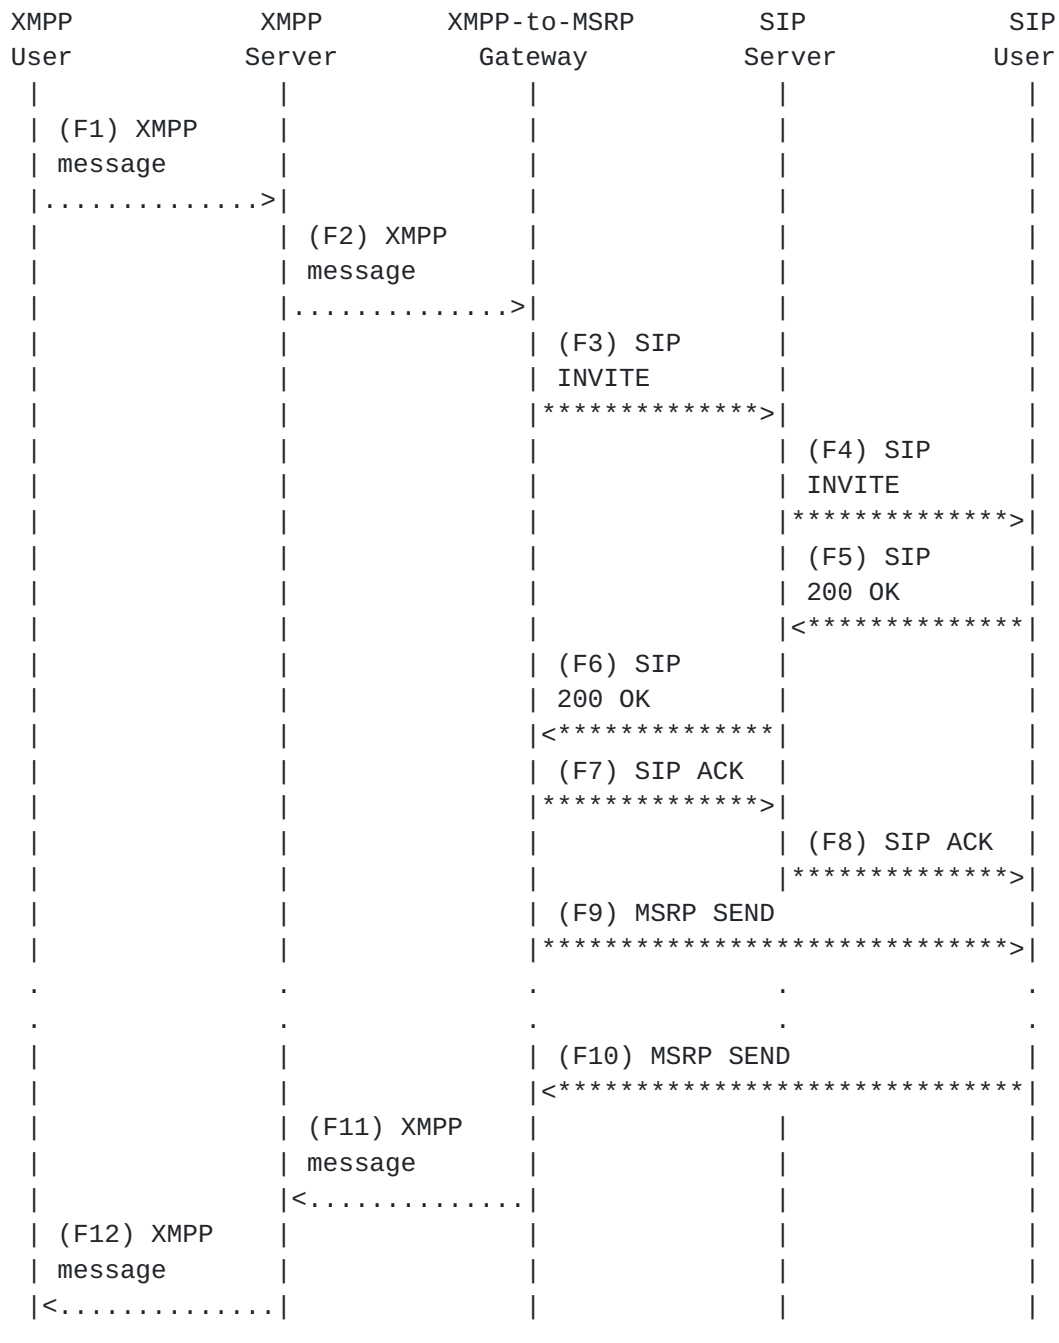 XMPP XMPP XMPP-to-MSRP SIP SIP
User Server Gateway Server User
| | | | |
| (F1) XMPP | | | |
| message | | | |
|..............>| | | |
| | (F2) XMPP | | |
| | message | | |
| |..............>| | |
| | | (F3) SIP | |
| | | INVITE | |
| | |**************>| |
| | | | (F4) SIP |
| | | | INVITE |
| | | |**************>|
| | | | (F5) SIP |
| | | | 200 OK |
| | | |<**************|
| | | (F6) SIP | |
| | | 200 OK | |
| | |<**************| |
| | | (F7) SIP ACK | |
| | |**************>| |
| | | | (F8) SIP ACK |
| | | |**************>|
| | | (F9) MSRP SEND |
| | |******************************>|
. . . . .
. . . . .
| | | (F10) MSRP SEND |
| | |<******************************|
| | (F11) XMPP | | |
| | message | | |
| |<..............| | |
| (F12) XMPP | | | |
| message | | | |
|<..............| | | |